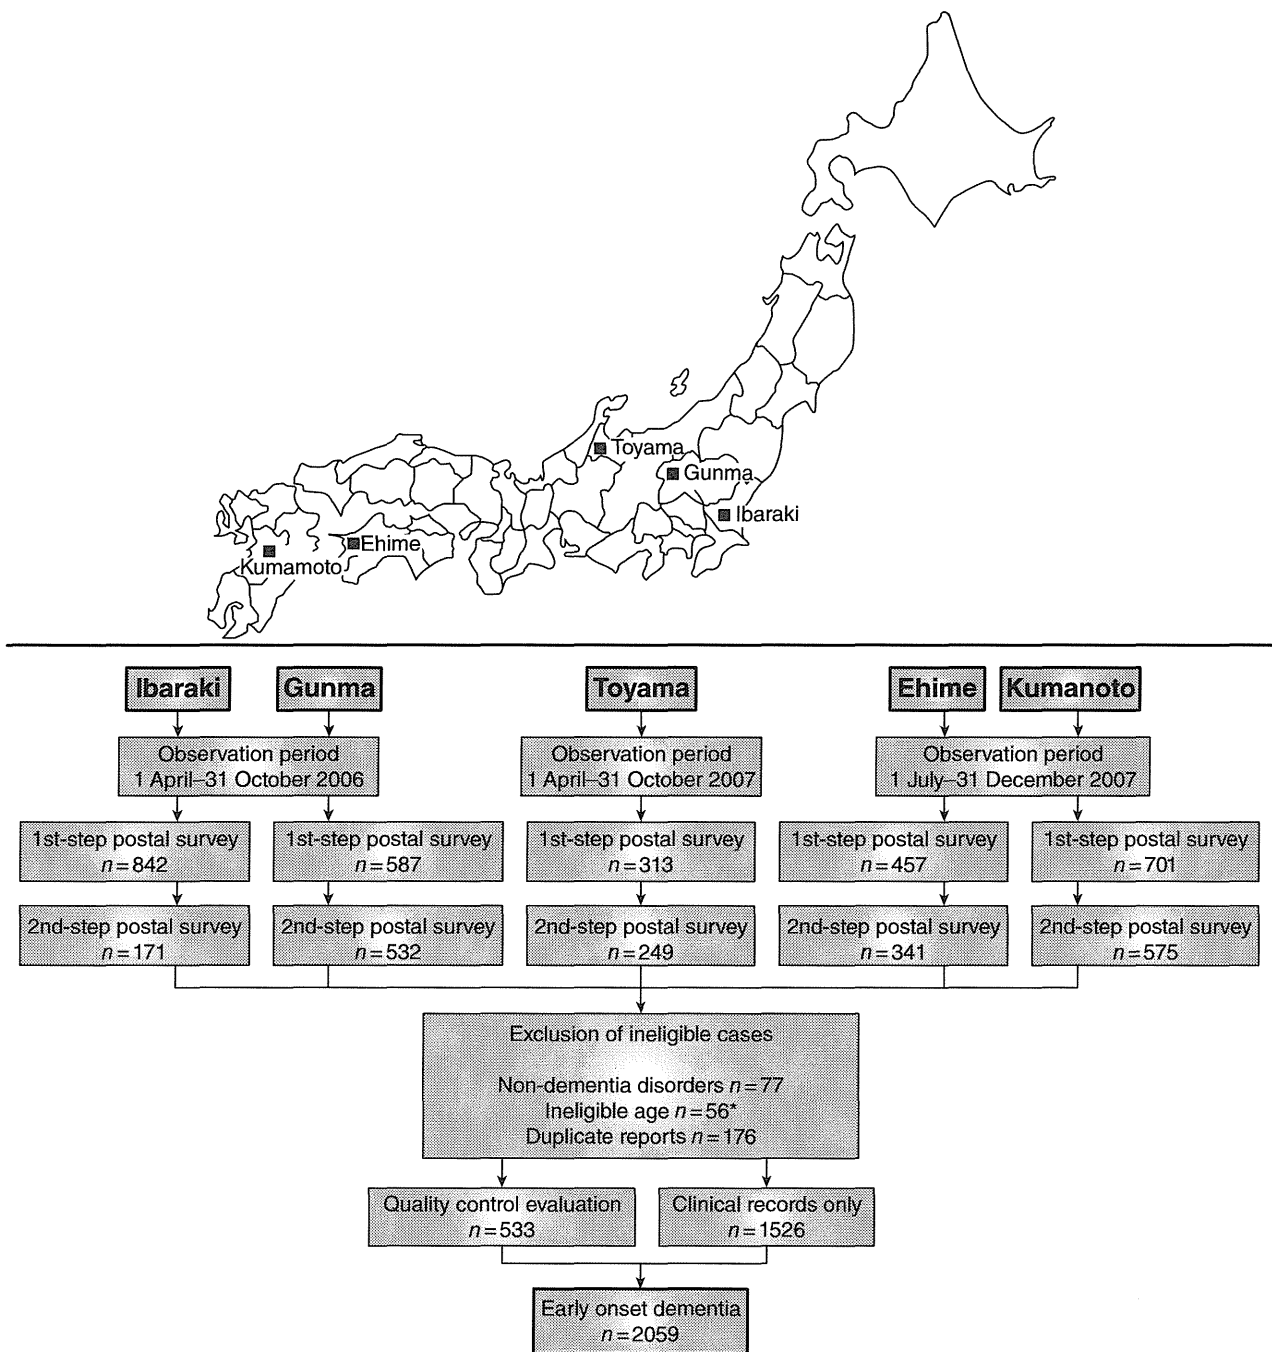 Toyama
Gunma
Ibaraki
Ehime
Kumamoto
Ibaraki
Gunma
Toyama
Ehime
Kumanoto
Observation period
1 April–31 October 2006
Observation period
1 April–31 October 2007
Observation period
1 July–31 December 2007
1st-step postal survey
n=842
1st-step postal survey
n=587
1st-step postal survey
n=313
1st-step postal survey
n=457
1st-step postal survey
n=701
2nd-step postal survey
n=171
2nd-step postal survey
n=532
2nd-step postal survey
n=249
2nd-step postal survey
n=341
2nd-step postal survey
n=575
Exclusion of ineligible cases
Non-dementia disorders n=77
Ineligible age n=56*
Duplicate reports n=176
Quality control evaluation
n=533
Clinical records only
n=1526
Early onset dementia
n=2059